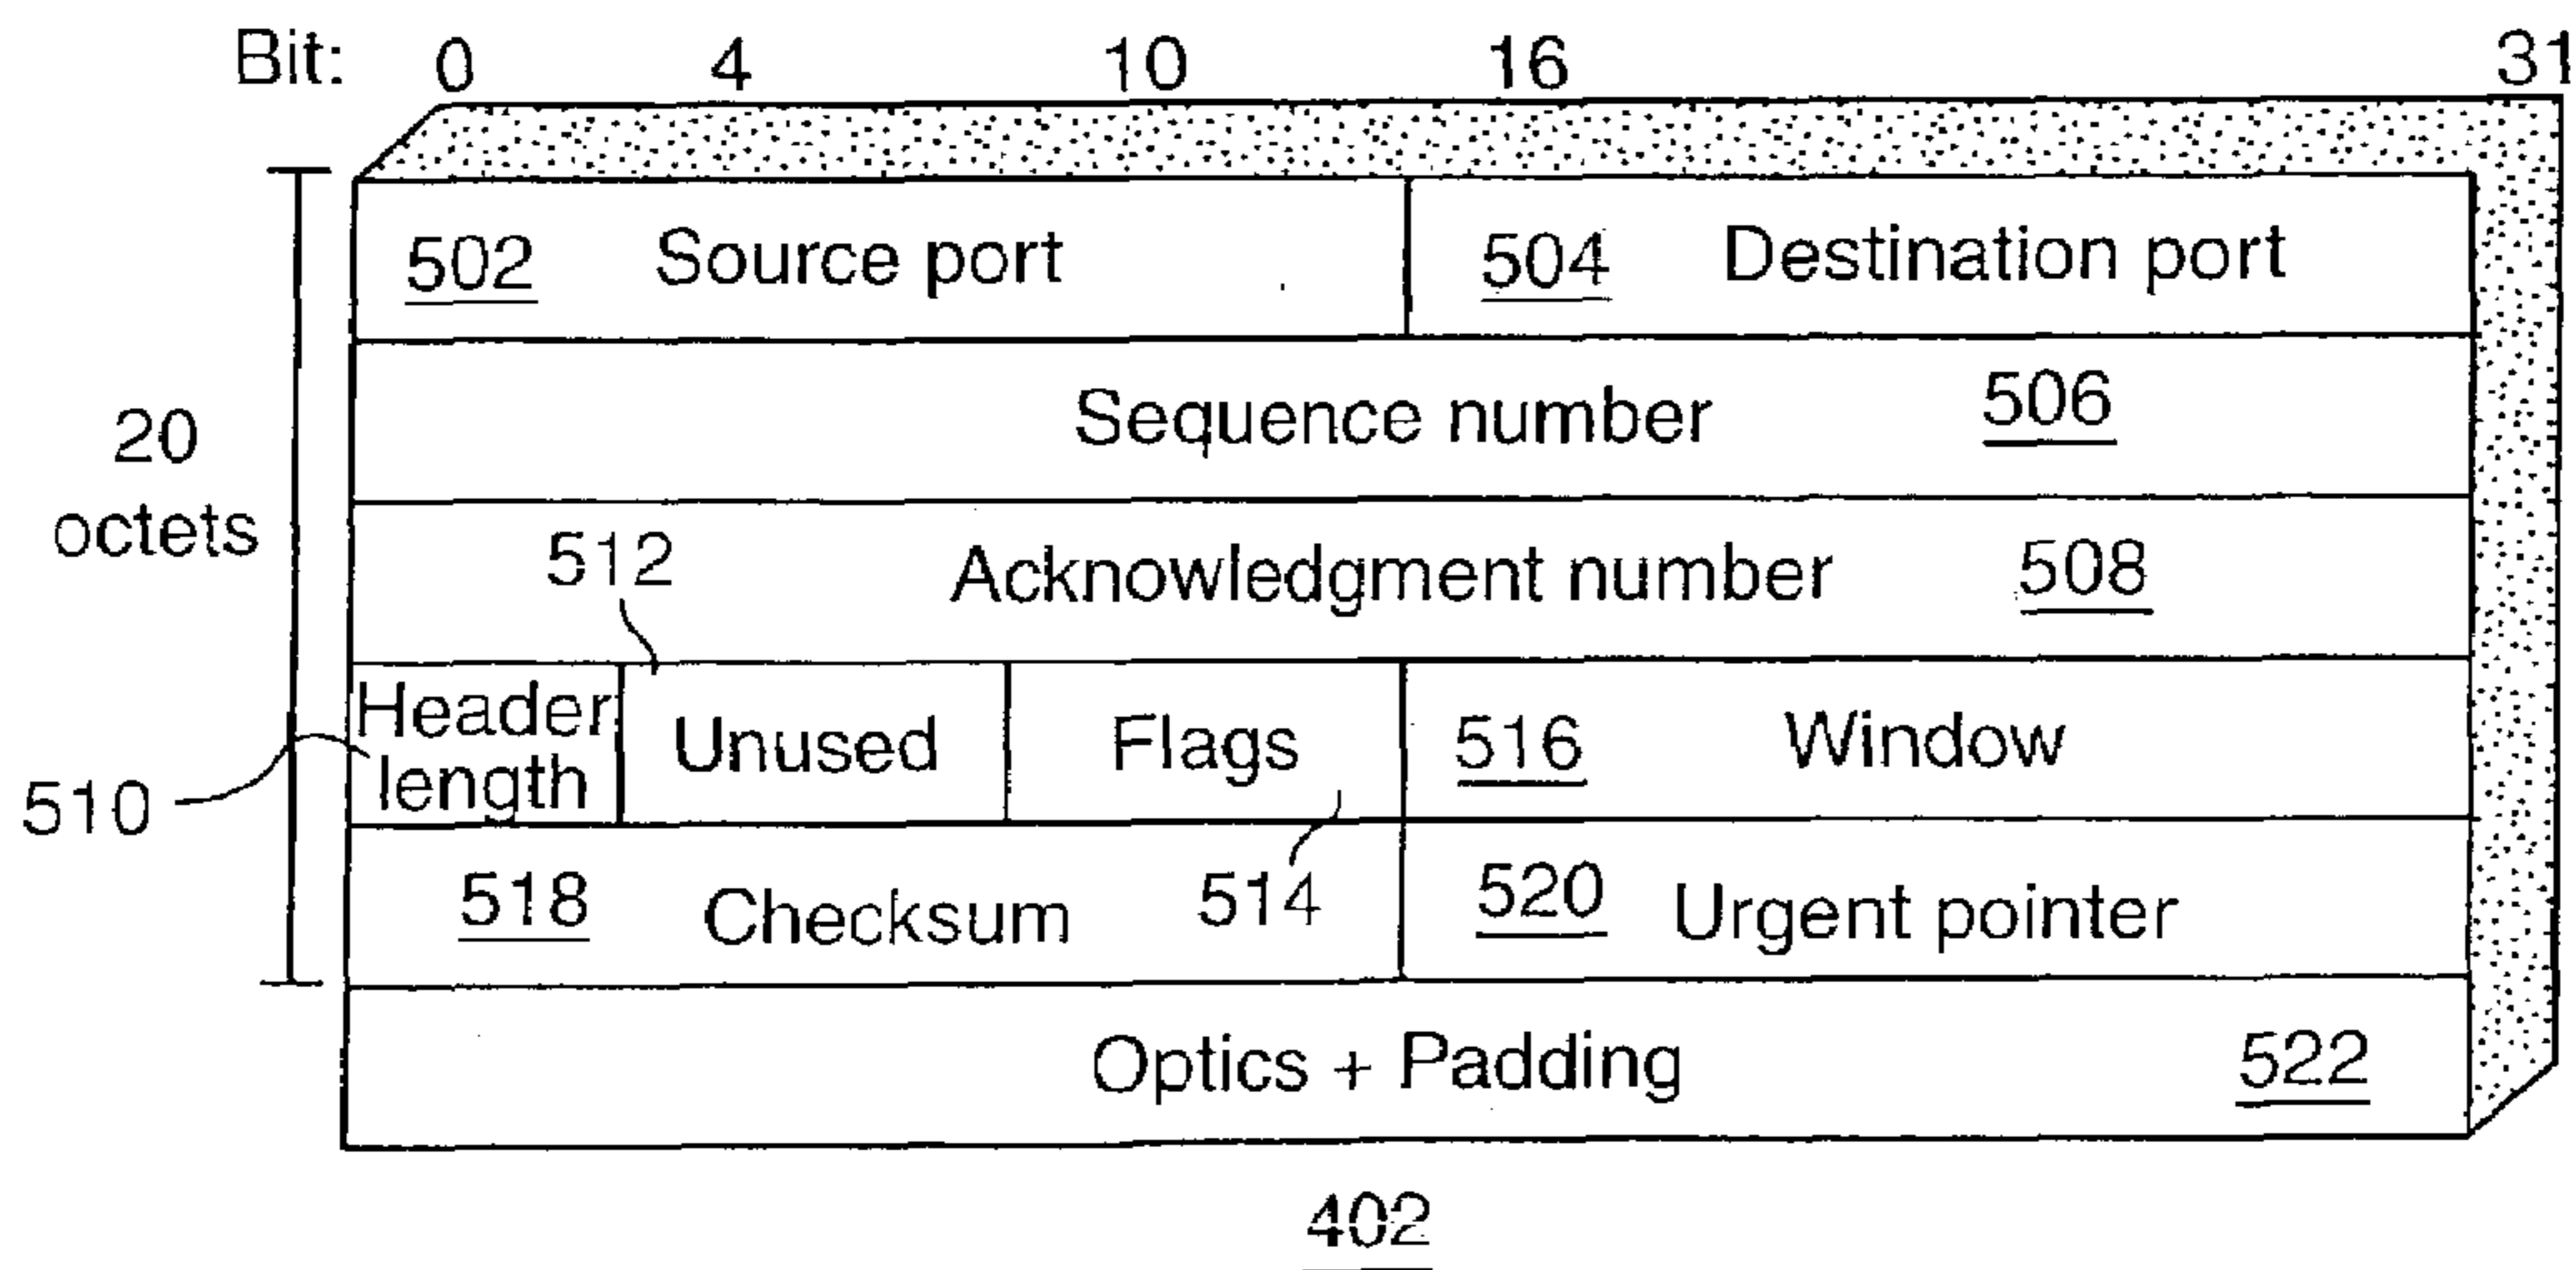 Bit: 0 4 10 16 31
502 Source port 504 Destination port
Sequence number 506
20
octets
512
Acknowledgment number 508
Header
length
Unused Flags 516 Window
510
518 Checksum 514 520 Urgent pointer
Optics + Padding 522
402